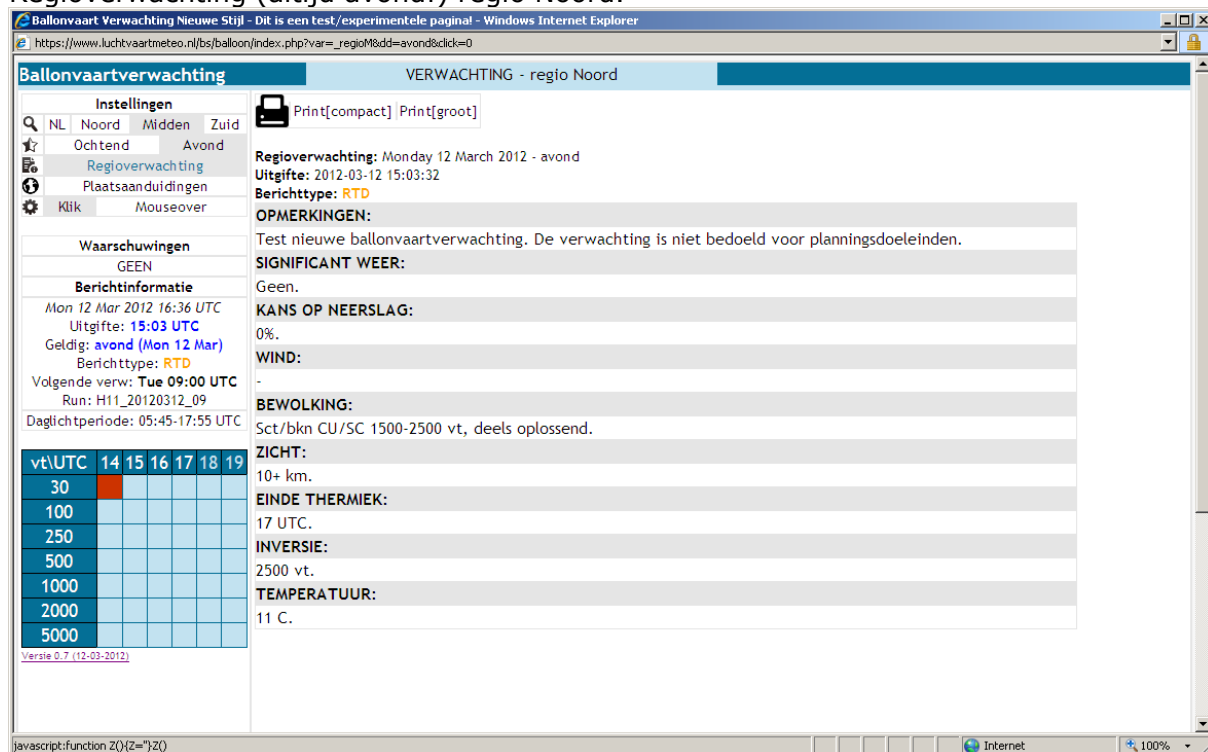 Regioverwachting (altijd avond!) regio Noord:
Ballonvaart Verwachting Nieuwe Stijl - Dit is een test/experimentele pagina! - Windows Internet Explorer
https://www.luchtvaartmeteo.nl/bs/balloon/index.php?var=_regioM&dd=avond&click=0
Ballonvaartverwachting
VERWACHTING - regio Noord
Instellingen
NL Noord Midden Zuid
Ochtend Avond
Regioverwachting
Plaatsaanduidingen
Klik Mouseover
Waarschuwingen
GEEN
Berichtinformatie
Mon 12 Mar 2012 16:36 UTC
Uitgifte: 15:03 UTC
Geldig: avond (Mon 12 Mar)
Berichttype: RTD
Volgende verw: Tue 09:00 UTC
Run: H11_20120312_09
Daglichtperiode: 05:45-17:55 UTC
vt\UTC 14 15 16 17 18 19
30
100
250
500
1000
2000
5000
Versie 0.7 (12-03-2012)
Print[compact] Print[groot]
Regioverwachting: Monday 12 March 2012 - avond
Uitgifte: 2012-03-12 15:03:32
Berichttype: RTD
OPMERKINGEN:
Test nieuwe ballonvaartverwachting. De verwachting is niet bedoeld voor planningsdoeleinden.
SIGNIFICANT WEER:
Geen.
KANS OP NEERSLAG:
0%.
WIND:
-
BEWOLKING:
Sct/bkn CU/SC 1500-2500 vt, deels oplossend.
ZICHT:
10+ km.
EINDE THERMIEK:
17 UTC.
INVERSIE:
2500 vt.
TEMPERATUUR:
11 C.
javascript:function Z(){Z="}Z()
Internet
100%